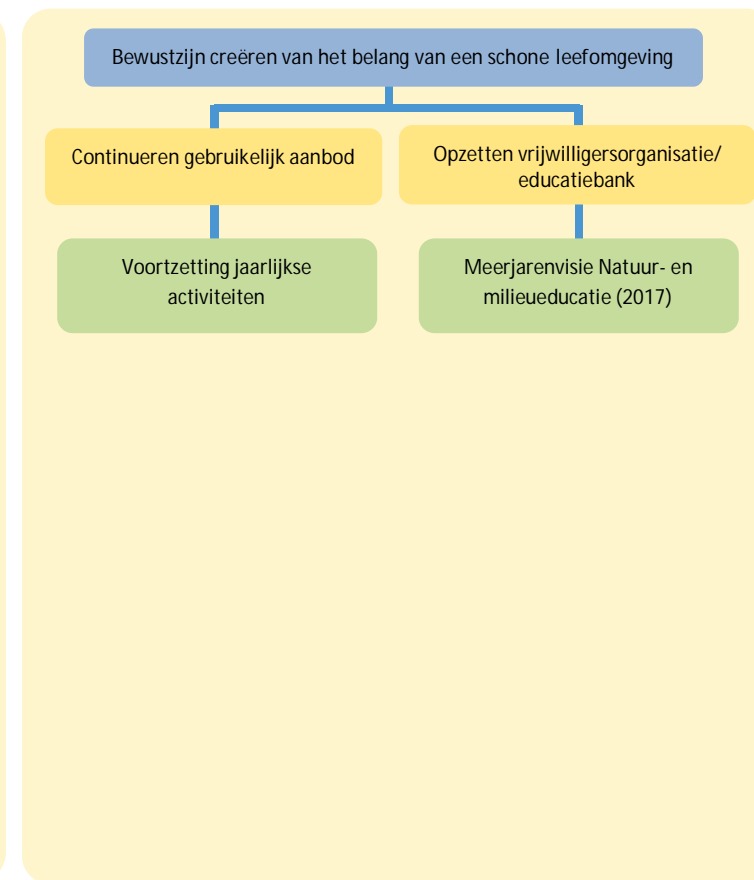 Bewustzijn creëren van het belang van een schone leefomgeving
Continueren gebruikelijk aanbod
Opzetten vrijwilligersorganisatie/
educatiebank
Voortzetting jaarlijkse
activiteiten
Meerjarenvisie Natuur- en
milieueducatie (2017)